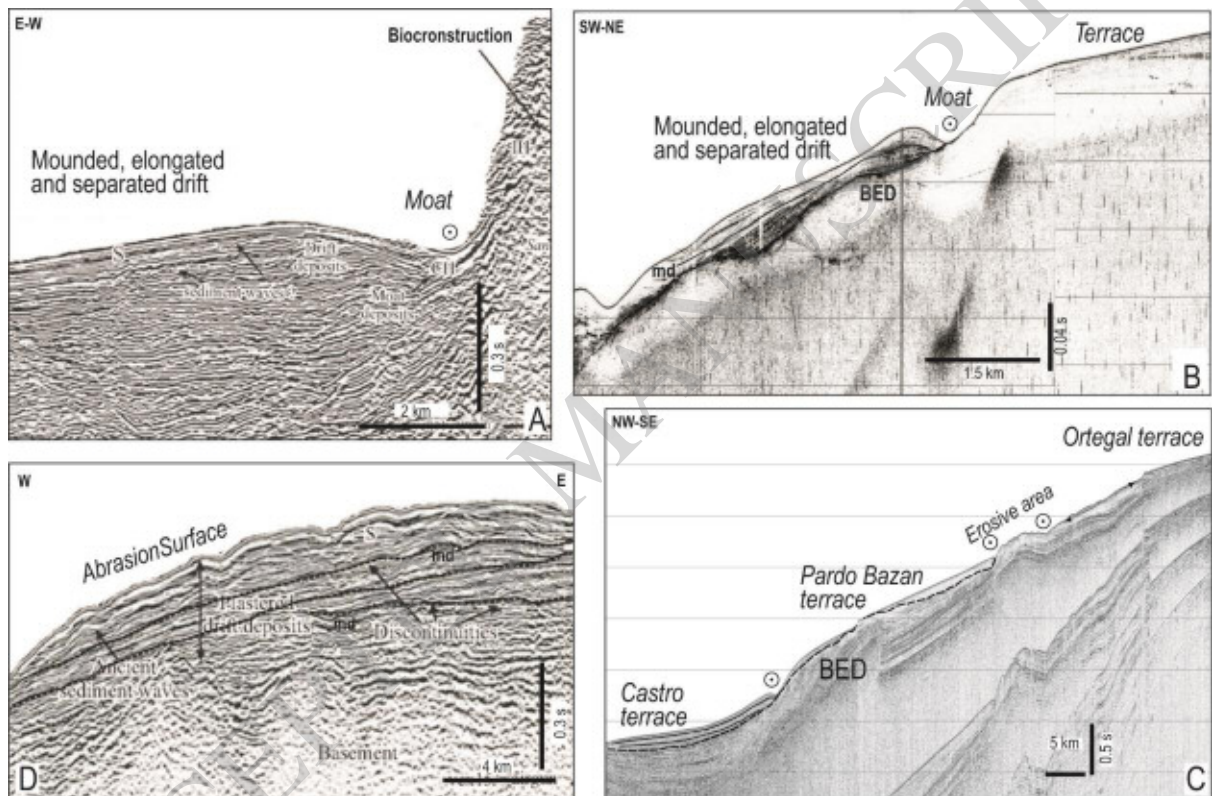 E-W
Biocronstruction
Mounded, elongated
and separated drift
Moat
S
Drift
deposits
sediment waves?
Moat
deposits
0.3 s
2 km
A
SW-NE
Terrace
Moat
Mounded, elongated
and separated drift
BED
md
0.04 s
1.5 km
B
W
E
Abrasion Surface
S
md
Plastered
drift deposits
md
Discontinuities
Ancient
sediment waves
Basement
0.3 s
4 km
D
NW-SE
Ortegal terrace
Erosive area
Pardo Bazan
terrace
BED
Castro
terrace
5 km
0.5 s
C
MANUSCRI